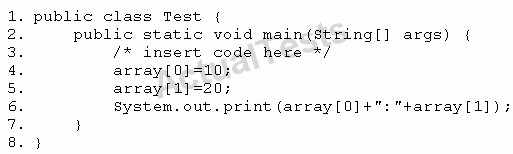 1. public class Test {
2.     public static void main(String[] args) {
3.         /* insert code here */
4.         array[0]=10;
5.         array[1]=20;
6.         System.out.print(array[0]+":"+array[1]);
7.     }
8. }
ActualTests